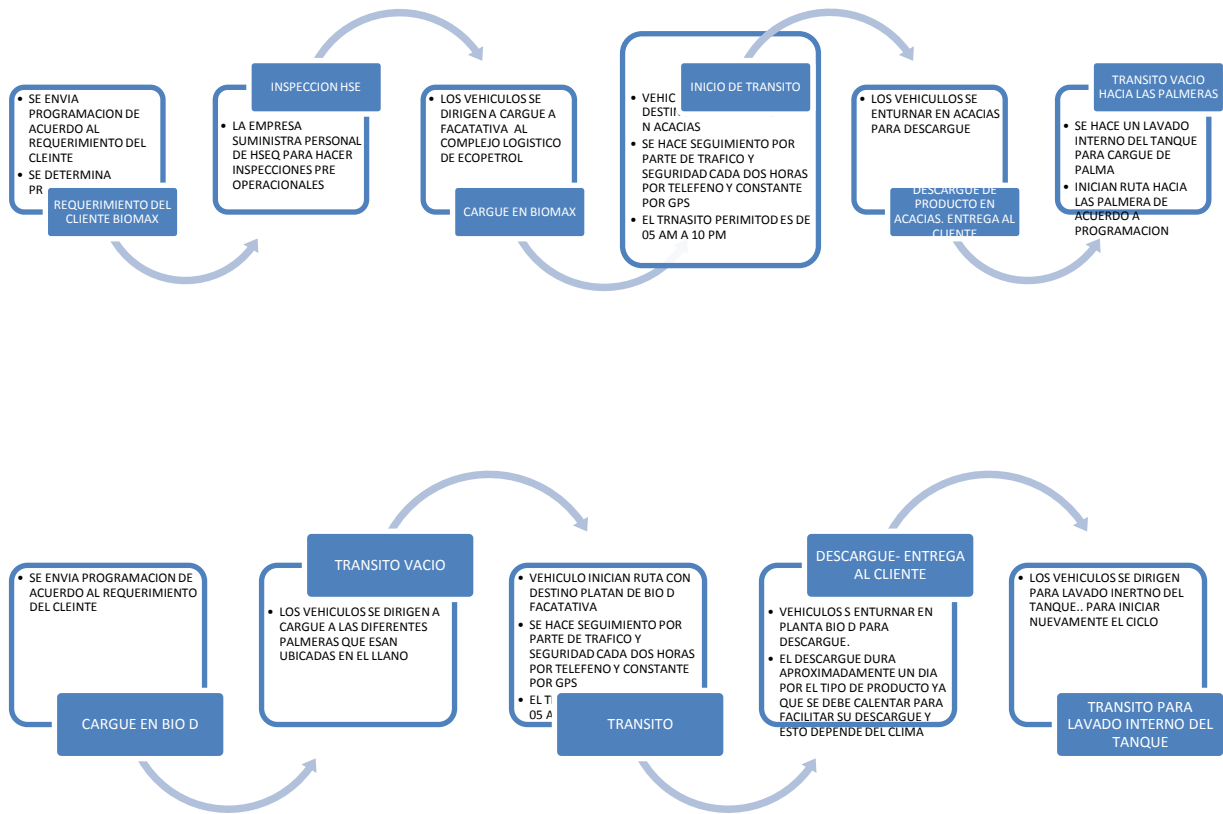 SE ENVIA
PROGRAMACION DE
ACUERDO AL
REQUERIMIENTO DEL
CLEINTE
SE DETERMINA
REQUERIMIENTO DEL
CLIENTE BIOMAX
INSPECCION HSE
LA EMPRESA
SUMINISTRA PERSONAL
DE HSEQ PARA HACER
INSPECCIONES PRE
OPERACIONALES
LOS VEHICULOS SE
DIRIGEN A CARGUE A
FACATATIVA AL
COMPLEJO LOGISTICO
DE ECOPETROL
CARGUE EN BIOMAX
INICIO DE TRANSITO
N ACACIAS
SE HACE SEGUIMIENTO POR
PARTE DE TRAFICO Y
SEGURIDAD CADA DOS HORAS
POR TELEFENO Y CONSTANTE
POR GPS
EL TRNASITO PERIMITOD ES DE
05 AM A 10 PM
LOS VEHICULLOS SE
ENTURNAR EN ACACIAS
PARA DESCARGUE
DESCARGUE DE
PRODUCTO EN
ACACIAS. ENTREGA AL
CLIENTE
TRANSITO VACIO
HACIA LAS PALMERAS
SE HACE UN LAVADO
INTERNO DEL TANQUE
PARA CARGUE DE
PALMA
INICIAN RUTA HACIA
LAS PALMERA DE
ACUERDO A
PROGRAMACION
SE ENVIA PROGRAMACION DE
ACUERDO AL REQUERIMIENTO
DEL CLEINTE
CARGUE EN BIO D
TRANSITO VACIO
LOS VEHICULOS SE DIRIGEN A
CARGUE A LAS DIFERENTES
PALMERAS QUE ESAN
UBICADAS EN EL LLANO
VEHICULO INICIAN RUTA CON
DESTINO PLATAN DE BIO D
FACATATIVA
SE HACE SEGUIMIENTO POR
PARTE DE TRAFICO Y
SEGURIDAD CADA DOS HORAS
POR TELEFENO Y CONSTANTE
POR GPS
EL
05
TRANSITO
DESCARGUE- ENTREGA
AL CLIENTE
VEHICULOS S ENTURNAR EN
PLANTA BIO D PARA
DESCARGUE.
EL DESCARGUE DURA
APROXIMADAMENTE UN DIA
POR EL TIPO DE PRODUCTO YA
QUE SE DEBE CALENTAR PARA
FACILITAR SU DESCARGUE Y
ESTO DEPENDE DEL CLIMA
LOS VEHICULOS SE DIRIGEN
PARA LAVADO INERTNO DEL
TANQUE.. PARA INICIAR
NUEVAMENTE EL CICLO
TRANSITO PARA
LAVADO INTERNO DEL
TANQUE